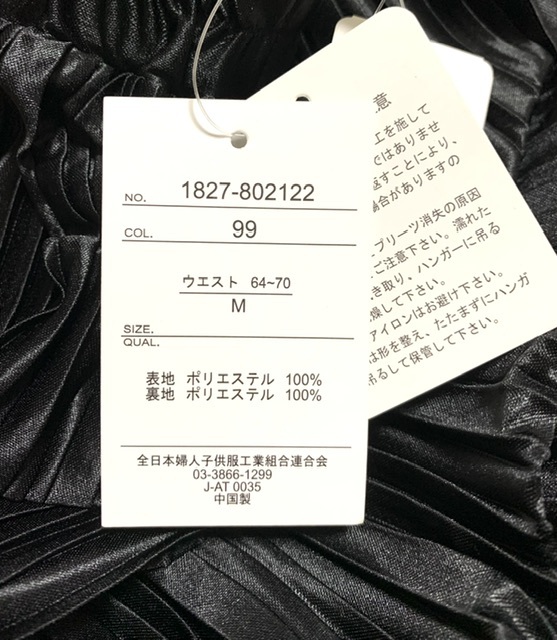 NO. 1827-802122
COL. 99
ウエスト 64~70
M
SIZE.
QUAL.
表地 ポリエステル 100%
裏地 ポリエステル 100%
全日本婦人子供服工業組合連合会
03-3866-1299
J-AT 0035
中国製
意
工を施して
ではありませ
返すことにより、
場合がありますの
プリーツ消失の原因
ご注意下さい。濡れた
き取り、ハンガーに吊る
燥して下さい。
アイロンはお避け下さい。
は形を整え、たたまずにハンガ
吊るして保管して下さい。